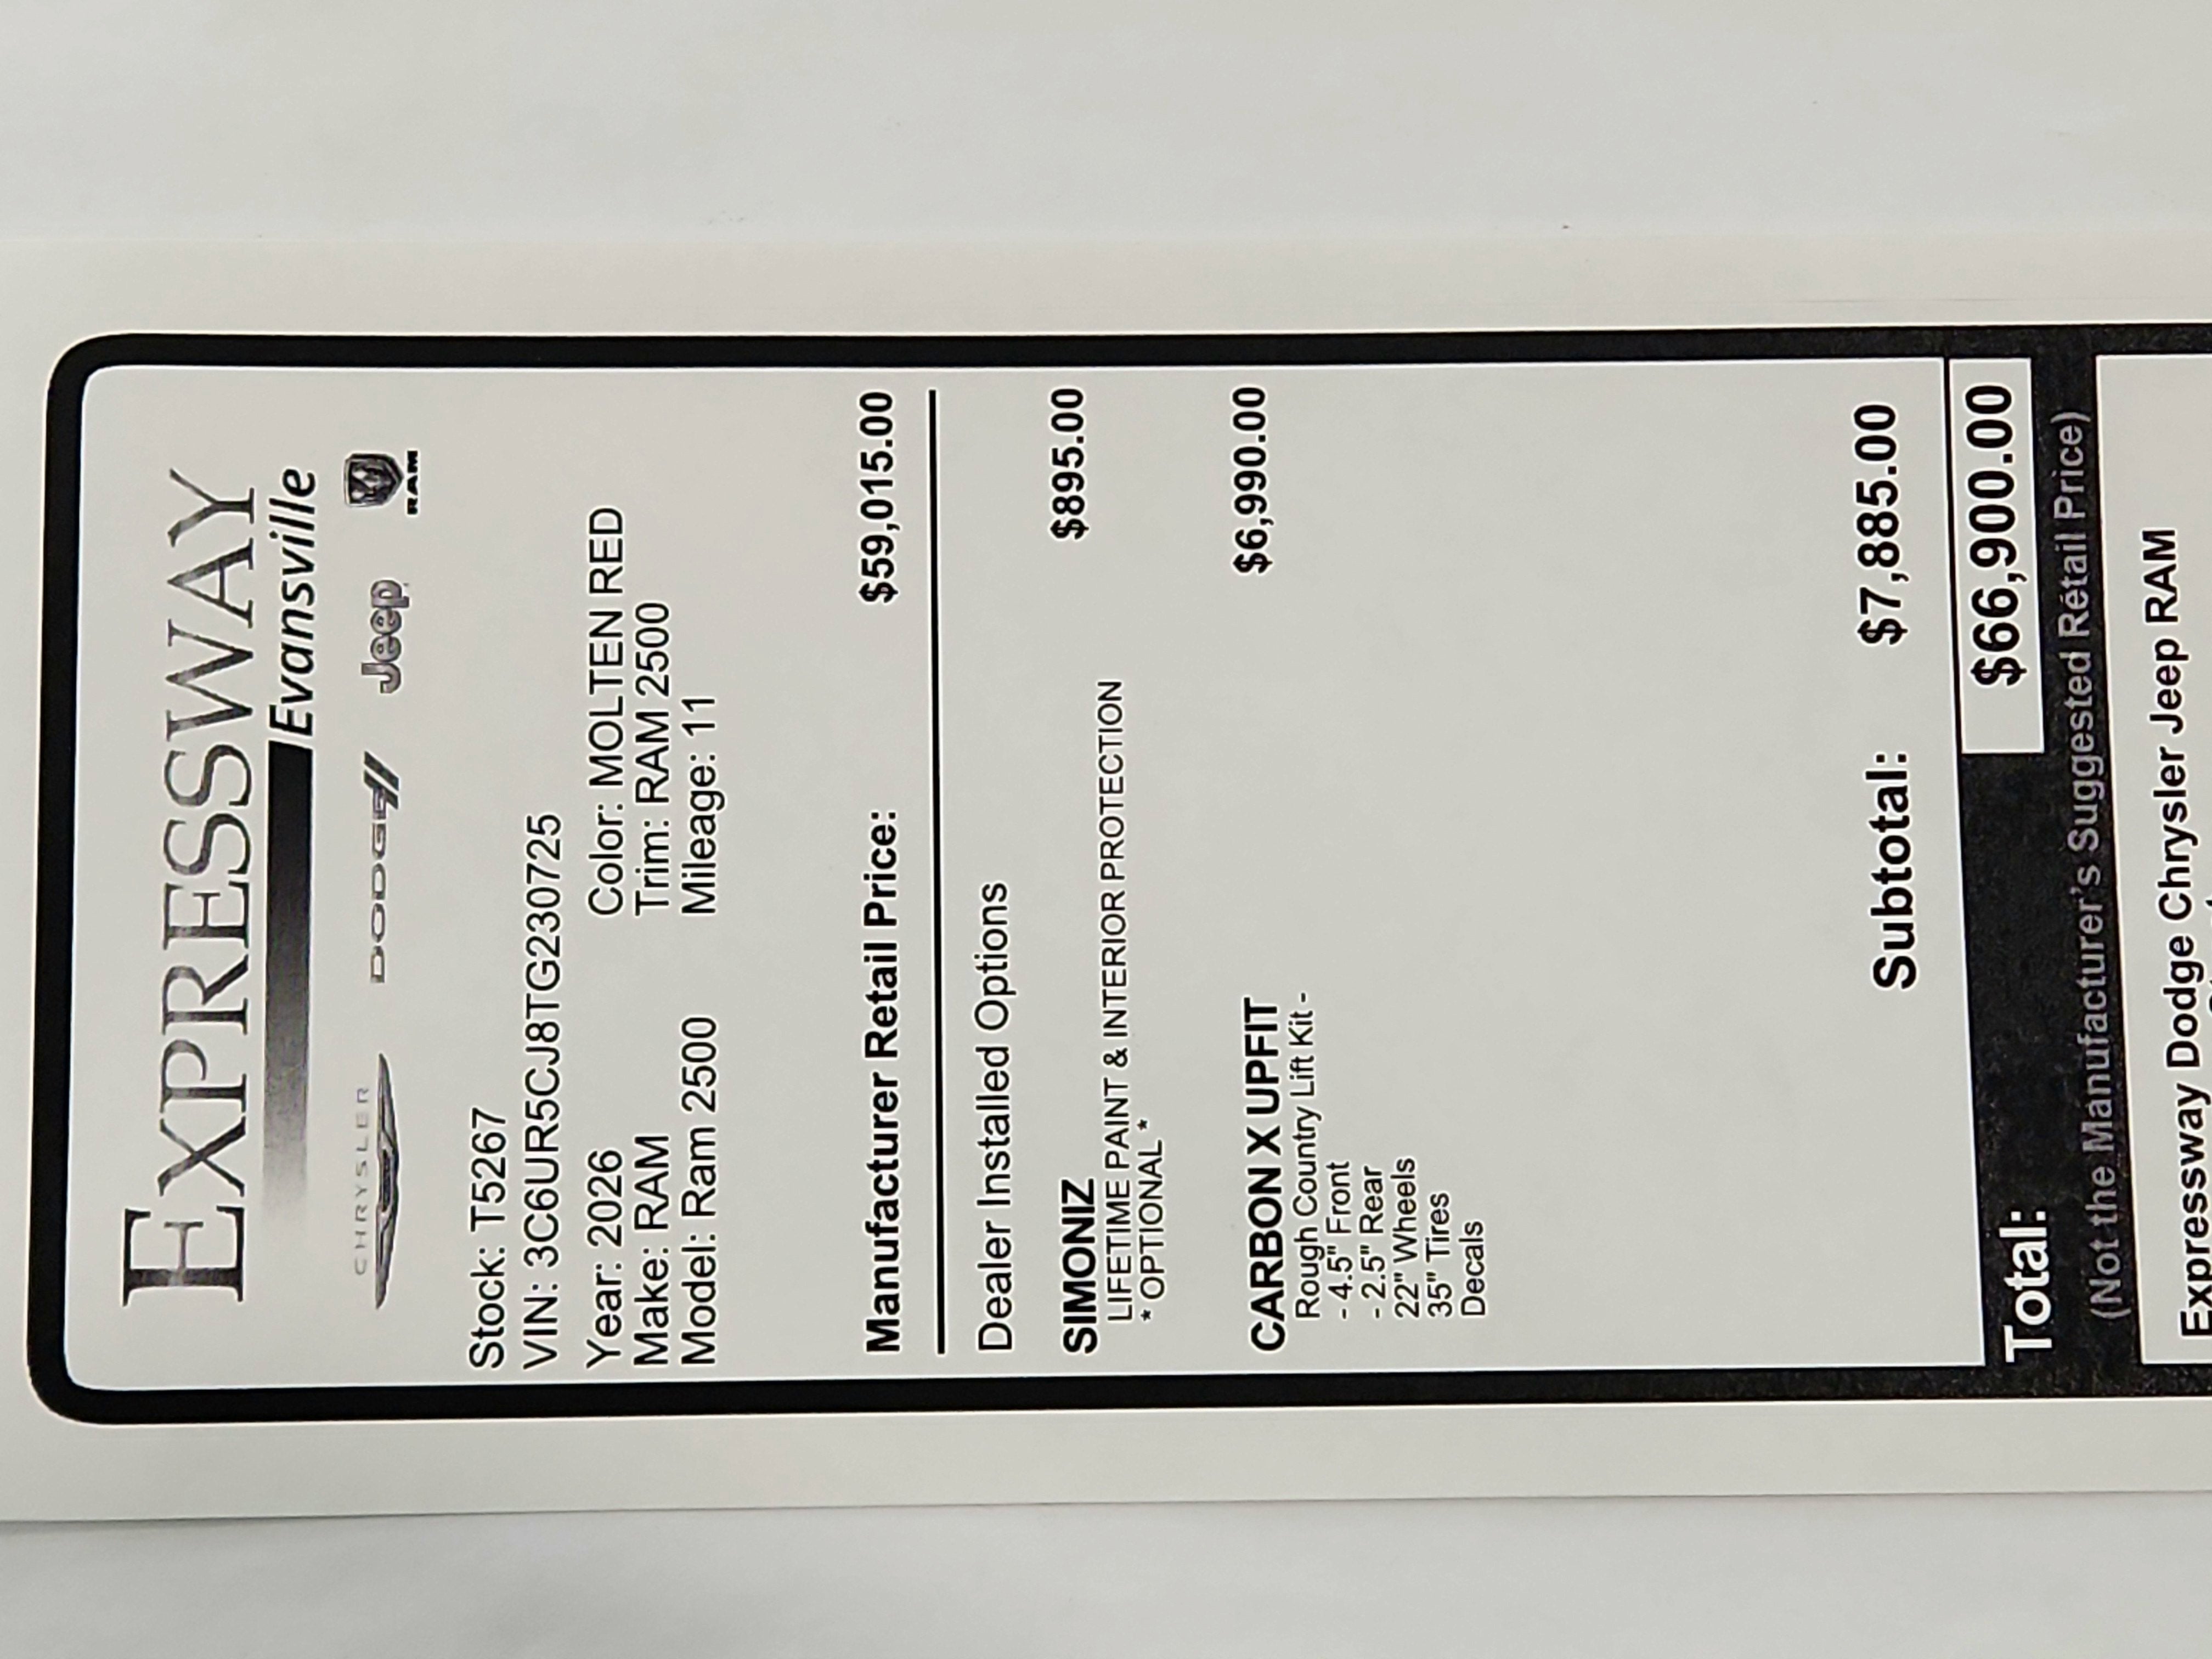 EXPRESSWAY
Evansville
CHRYSLER DODGE Jeep RAM
Stock: T5267
VIN: 3C6UR5CJ8TG230725
Year: 2026 Color: MOLTEN RED
Make: RAM Trim: RAM 2500
Model: Ram 2500 Mileage: 11
Manufacturer Retail Price: $59,015.00
Dealer Installed Options
SIMONIZ $895.00
LIFETIME PAINT & INTERIOR PROTECTION
* OPTIONAL *
CARBON X UPFIT $6,990.00
Rough Country Lift Kit -
- 4.5" Front
- 2.5" Rear
22" Wheels
35" Tires
Decals
Subtotal: $7,885.00
Total: $66,900.00
(Not the Manufacturer's Suggested Retail Price)
Expressway Dodge Chrysler Jeep RAM